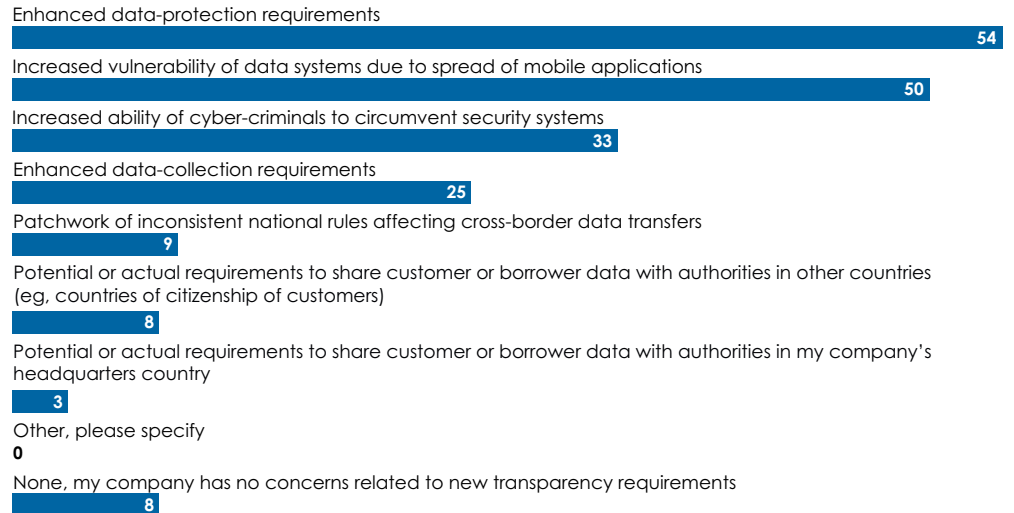 Enhanced data-protection requirements
54
Increased vulnerability of data systems due to spread of mobile applications
50
Increased ability of cyber-criminals to circumvent security systems
33
Enhanced data-collection requirements
25
Patchwork of inconsistent national rules affecting cross-border data transfers
9
Potential or actual requirements to share customer or borrower data with authorities in other countries
(eg, countries of citizenship of customers)
8
Potential or actual requirements to share customer or borrower data with authorities in my company’s
headquarters country
3
Other, please specify
0
None, my company has no concerns related to new transparency requirements
8